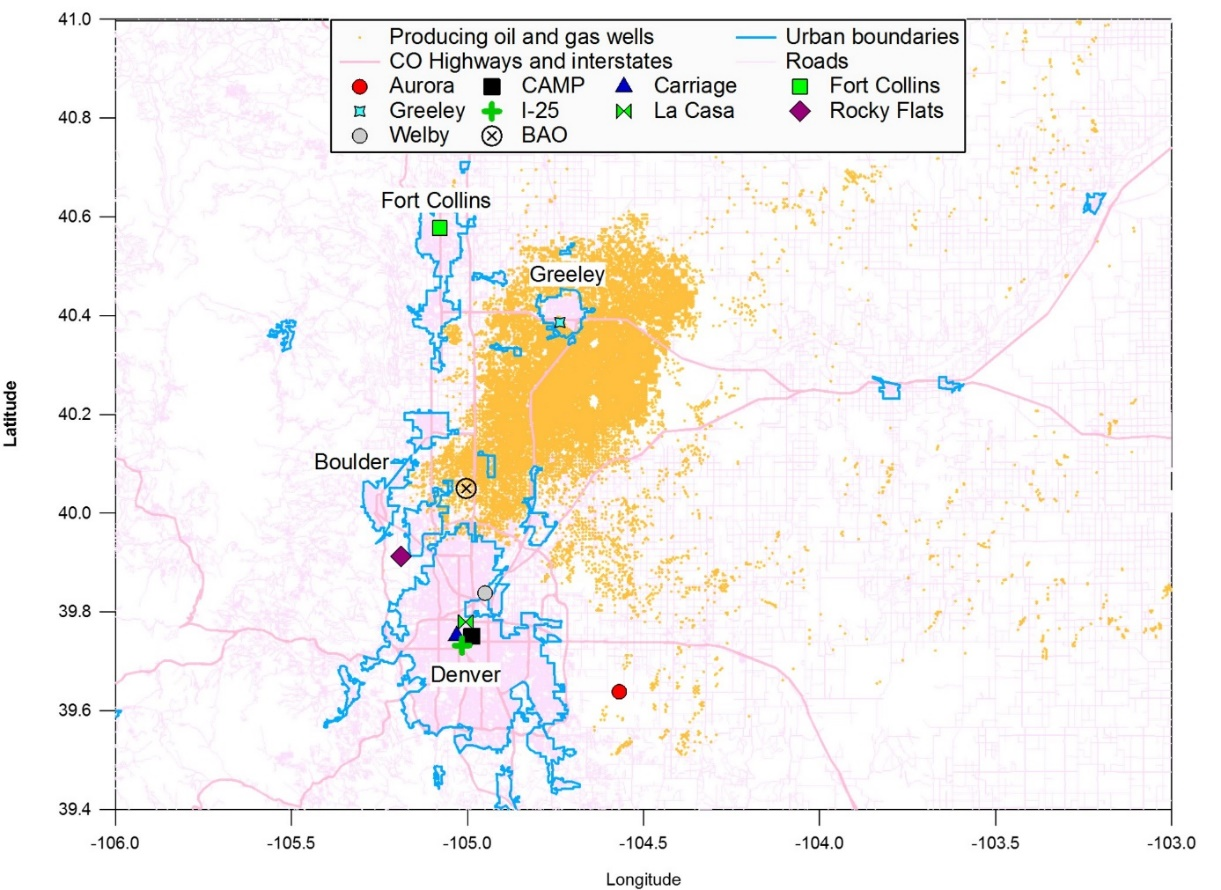 41.0
Producing oil and gas wells Urban boundaries
CO Highways and interstates Roads
Aurora CAMP Carriage Fort Collins
Greeley I-25 La Casa Rocky Flats
Welby BAO
40.8
Fort Collins
40.6
Greeley
40.4
Latitude
40.2
Boulder
40.0
39.8
Denver
39.6
39.4
-106.0 -105.5 -105.0 -104.5 -104.0 -103.5 -103.0
Longitude